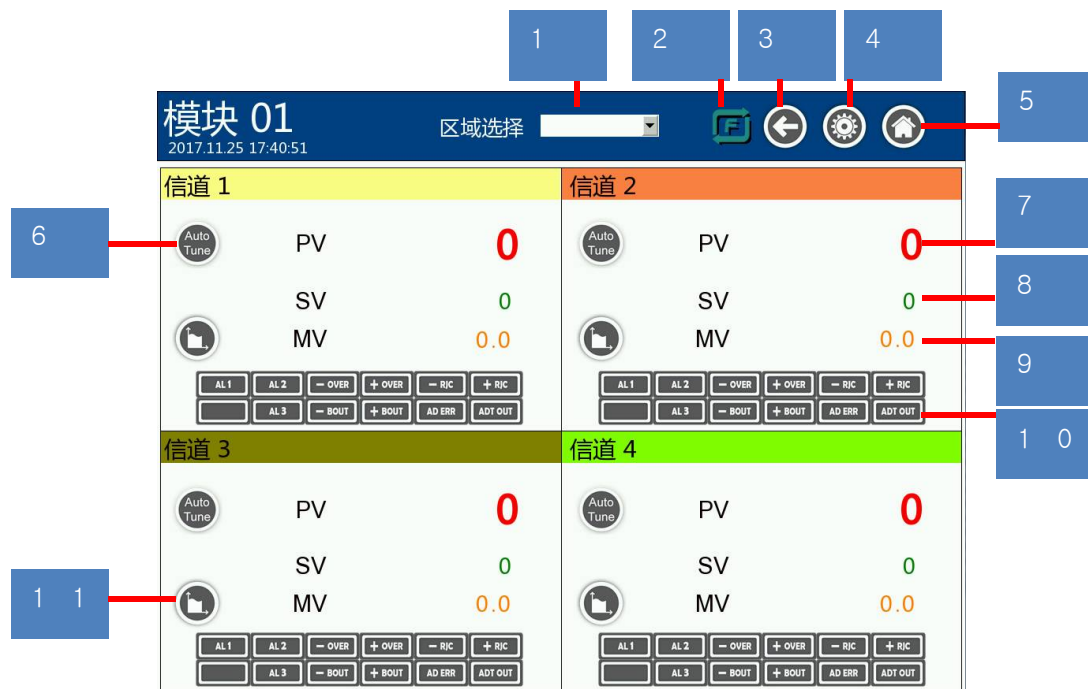 1 2 3 4
5
模块 01
2017.11.25 17:40:51
区域选择
F
信道 1
信道 2
6
7
Auto Tune PV 0
Auto Tune PV 0
8
SV 0
SV 0
MV 0.0
MV 0.0
9
AL 1 AL 2 － OVER ＋ OVER － RJC ＋ RJC
AL 3 － BOUT ＋ BOUT AD ERR ADT OUT
AL 1 AL 2 － OVER ＋ OVER － RJC ＋ RJC
AL 3 － BOUT ＋ BOUT AD ERR ADT OUT
1 0
信道 3
信道 4
Auto Tune PV 0
Auto Tune PV 0
SV 0
SV 0
1 1
MV 0.0
MV 0.0
AL 1 AL 2 － OVER ＋ OVER － RJC ＋ RJC
AL 3 － BOUT ＋ BOUT AD ERR ADT OUT
AL 1 AL 2 － OVER ＋ OVER － RJC ＋ RJC
AL 3 － BOUT ＋ BOUT AD ERR ADT OUT